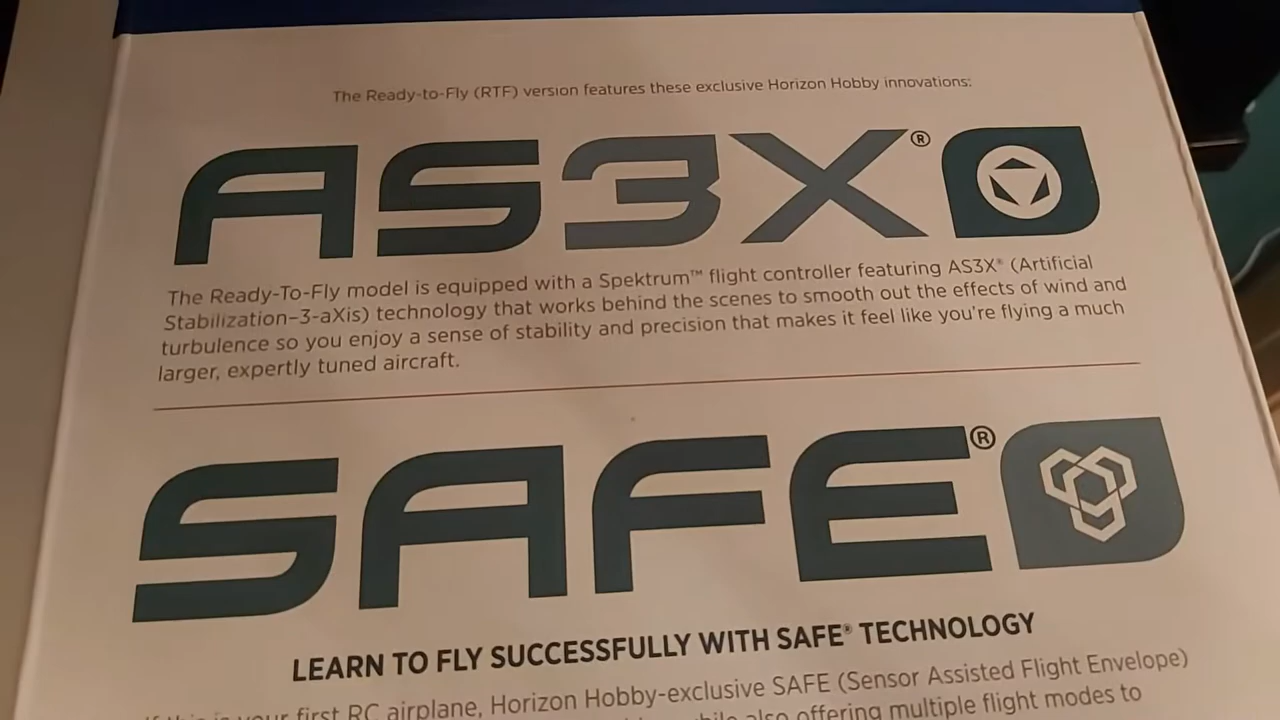 The Ready-to-Fly (RTF) version features these exclusive Horizon Hobby innovations:
AS3X®
The Ready-To-Fly model is equipped with a Spektrum™ flight controller featuring AS3X® (Artificial
Stabilization-3-aXis) technology that works behind the scenes to smooth out the effects of wind and
turbulence so you enjoy a sense of stability and precision that makes it feel like you're flying a much
larger, expertly tuned aircraft.
SAFE®
LEARN TO FLY SUCCESSFULLY WITH SAFE® TECHNOLOGY
If this is your first RC airplane, Horizon Hobby-exclusive SAFE (Sensor Assisted Flight Envelope)
while also offering multiple flight modes to